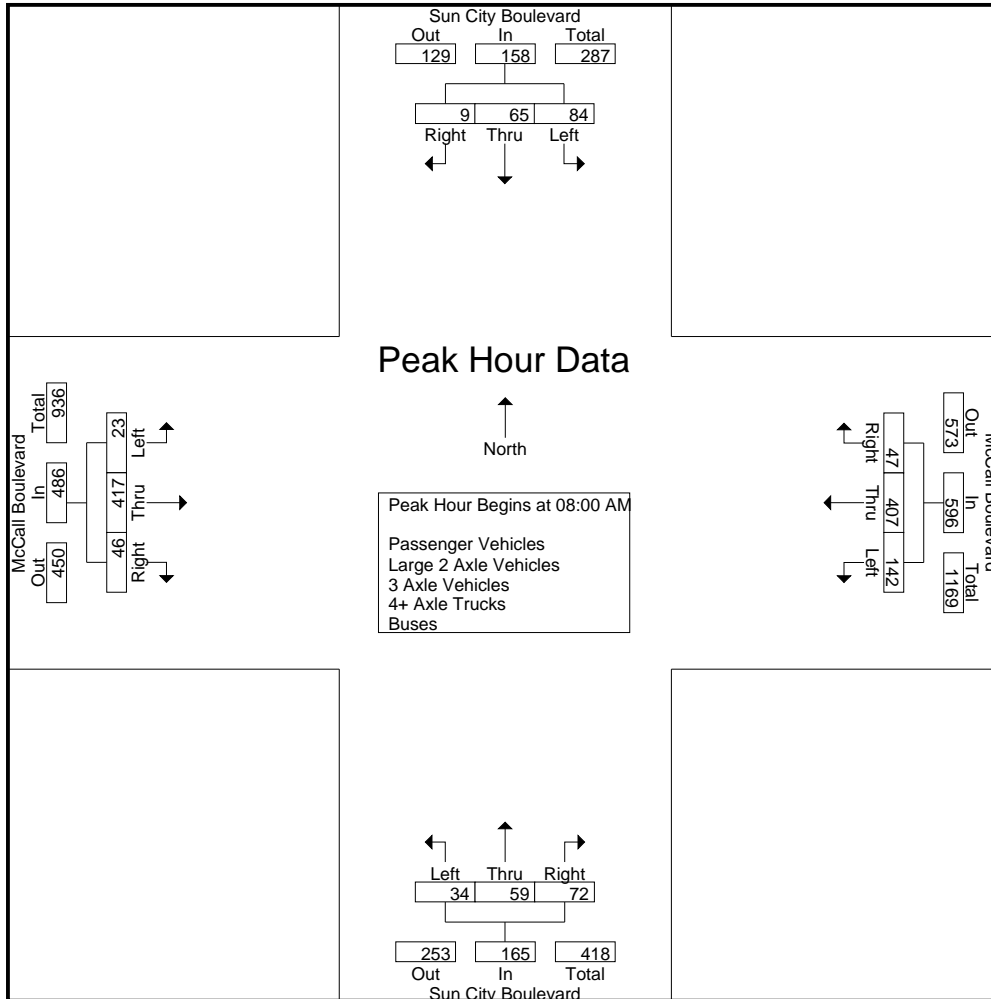 Sun City Boulevard
Out In Total
129 158 287
9 65 84
Right Thru Left
Peak Hour Data
North
Peak Hour Begins at 08:00 AM
Passenger Vehicles
Large 2 Axle Vehicles
3 Axle Vehicles
4+ Axle Trucks
Buses
McCall Boulevard
Out In Total
450 486 936
46 417 23
Right Thru Left
McCall Boulevard
Out In Total
573 596 1169
47 407 142
Right Thru Left
Left Thru Right
34 59 72
253 165 418
Out In Total
Sun City Boulevard